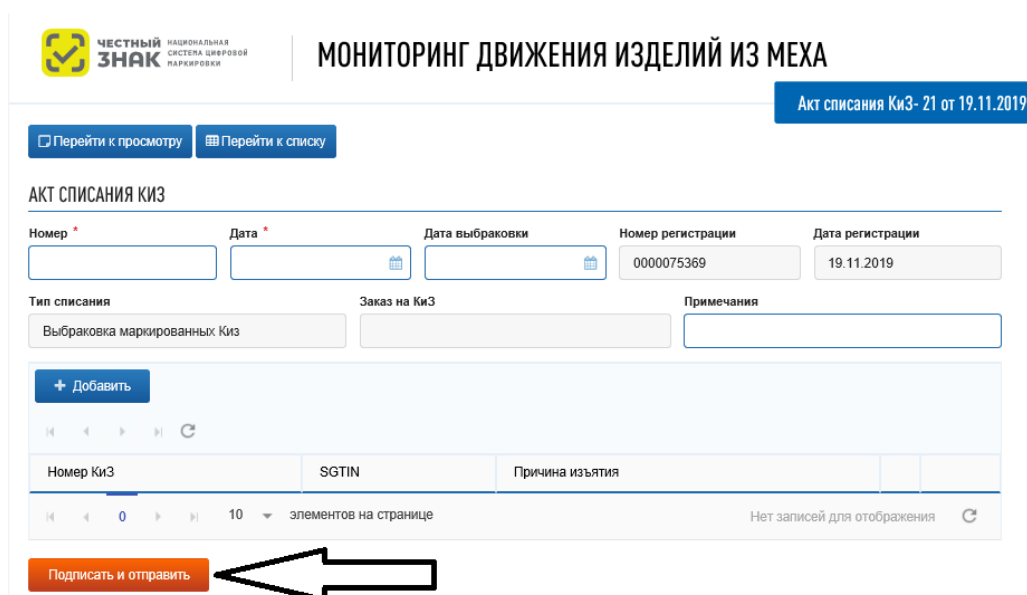 ЧЕСТНЫЙ ЗНАК НАЦИОНАЛЬНАЯ СИСТЕМА ЦИФРОВОЙ МАРКИРОВКИ
МОНИТОРИНГ ДВИЖЕНИЯ ИЗДЕЛИЙ ИЗ МЕХА
Акт списания КиЗ- 21 от 19.11.2019
Перейти к просмотру Перейти к списку
АКТ СПИСАНИЯ КИЗ
Номер * Дата * Дата выбраковки Номер регистрации Дата регистрации
0000075369 19.11.2019
Тип списания Заказ на КиЗ Примечания
Выбраковка маркированных Киз
+ Добавить
Номер КиЗ SGTIN Причина изъятия
0 10 элементов на странице Нет записей для отображения
Подписать и отправить